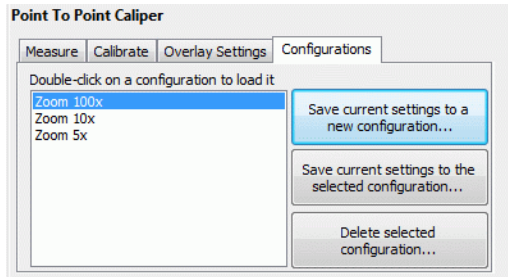 Point To Point Caliper
Measure Calibrate Overlay Settings Configurations
Double-click on a configuration to load it
Zoom 100x
Zoom 10x
Zoom 5x
Save current settings to a
new configuration...
Save current settings to the
selected configuration...
Delete selected
configuration...